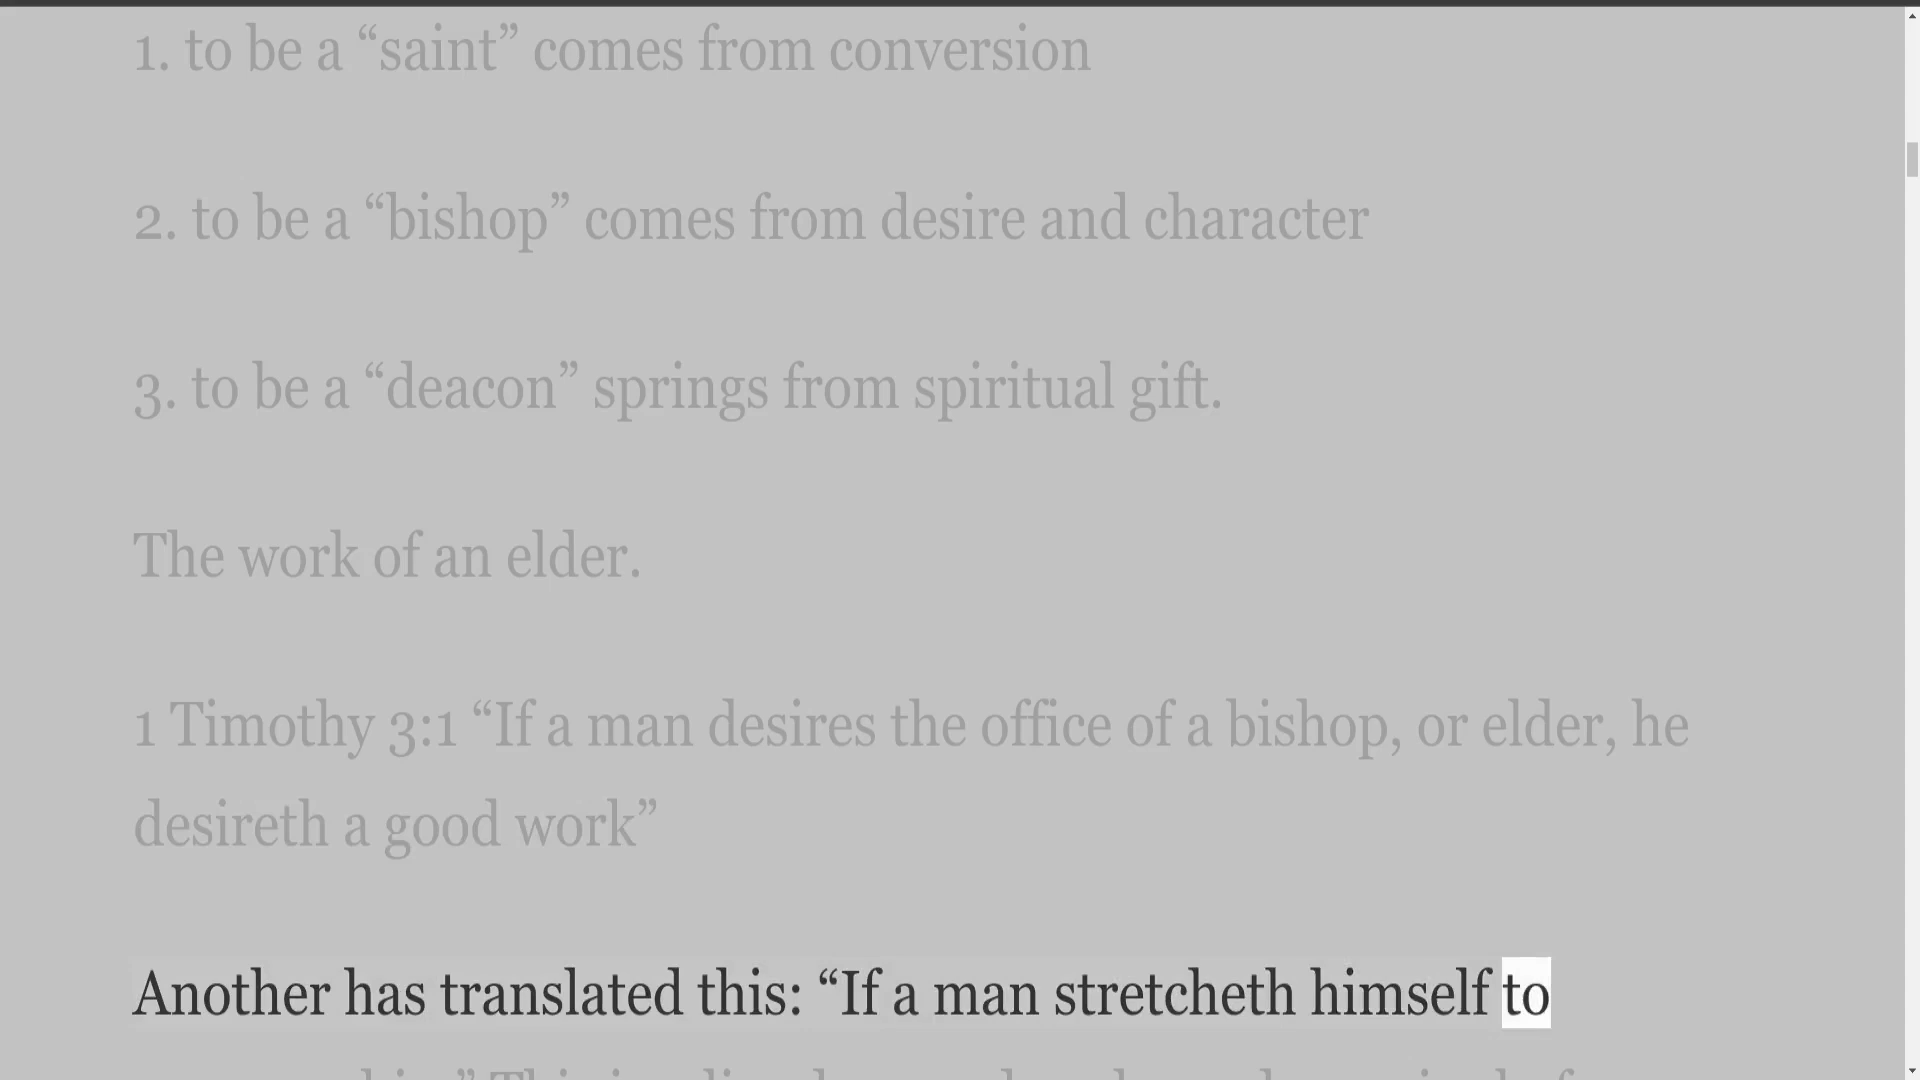 1. to be a “saint” comes from conversion
2. to be a “bishop” comes from desire and character
3. to be a “deacon” springs from spiritual gift.
The work of an elder.
1 Timothy 3:1 “If a man desires the office of a bishop, or elder, he
desireth a good work”
Another has translated this: “If a man stretcheth himself to